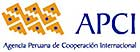 APCI
Agencia Peruana de Cooperación Internacional